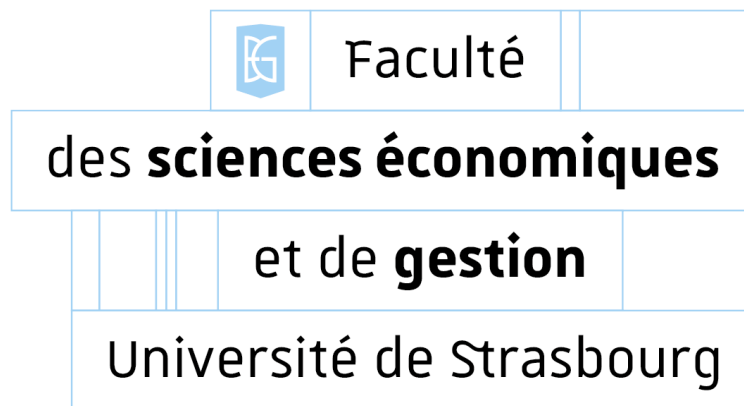 Faculté
des sciences économiques
et de gestion
Université de Strasbourg